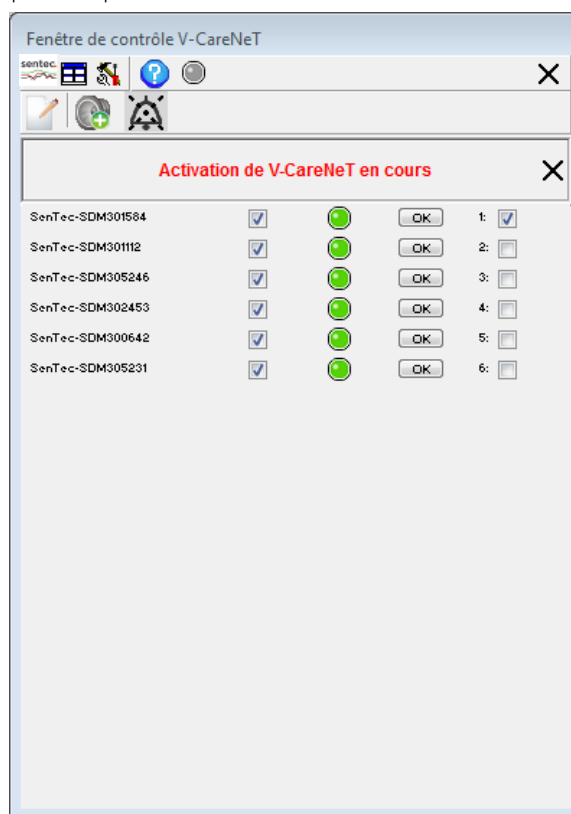 Fenêtre de contrôle V-CareNeT
sentec
Activation de V-CareNeT en cours
SenTec-SDM301584 OK 1:
SenTec-SDM301112 OK 2:
SenTec-SDM305246 OK 3:
SenTec-SDM302453 OK 4:
SenTec-SDM300642 OK 5:
SenTec-SDM305231 OK 6: